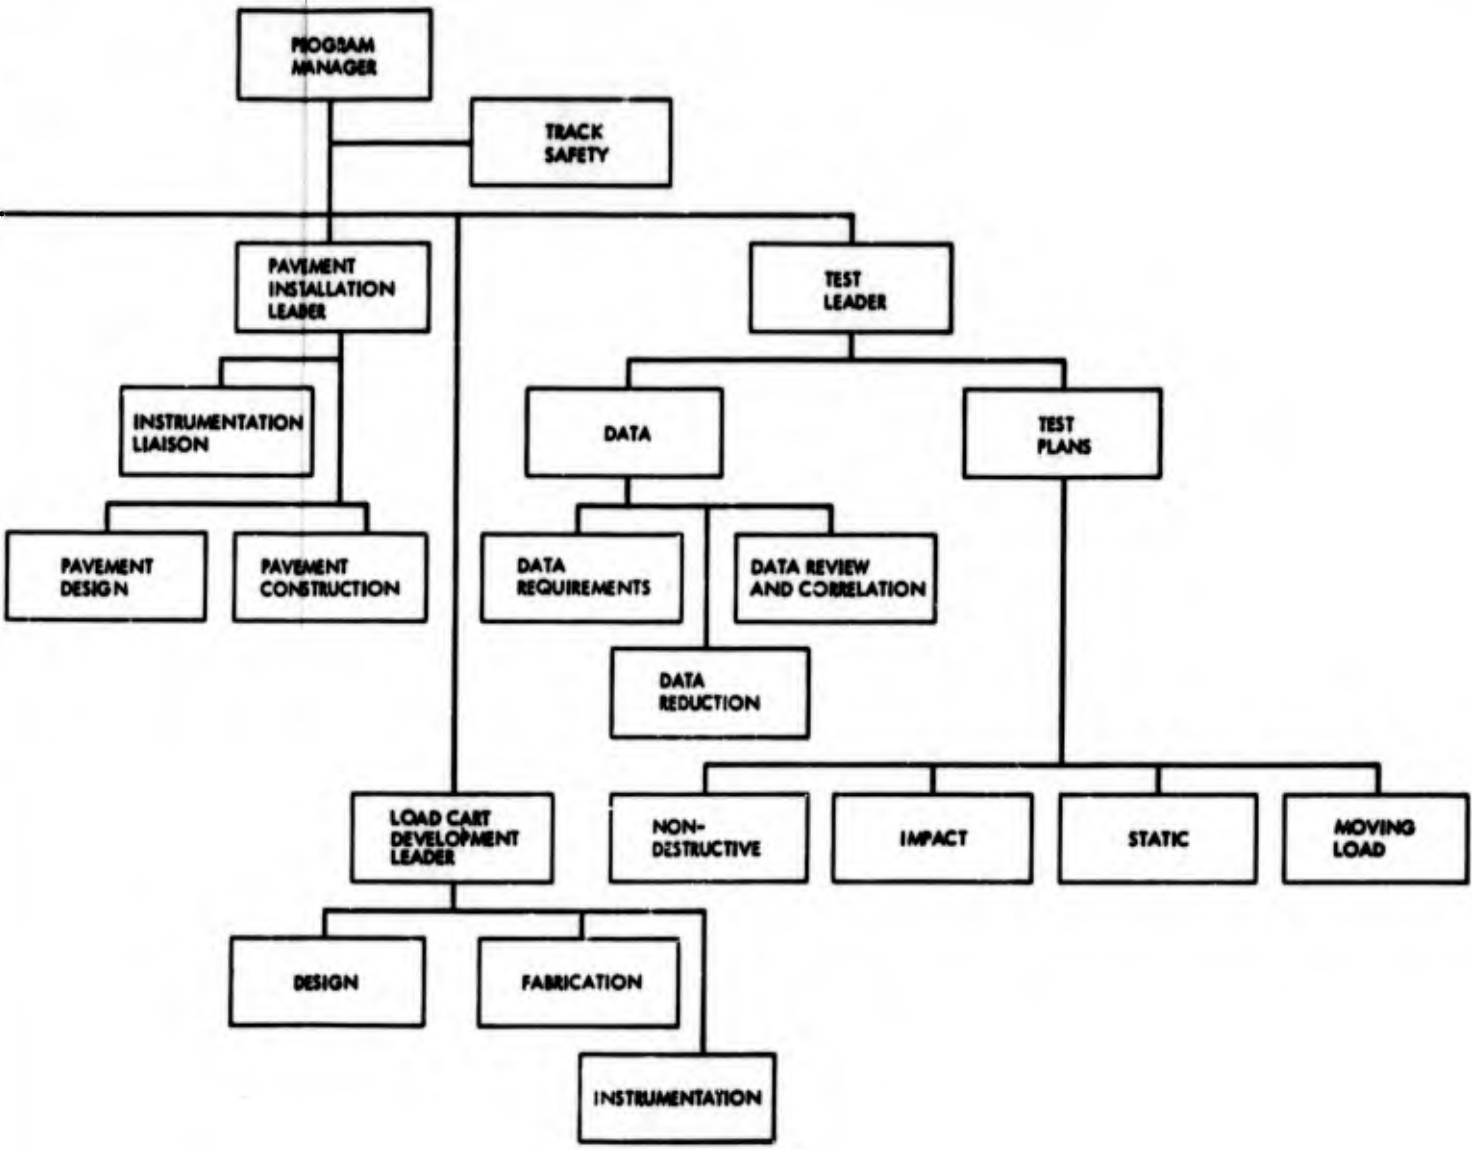 PROGRAM
MANAGER
TRACK
SAFETY
PAVEMENT
INSTALLATION
LEADER
TEST
LEADER
INSTRUMENTATION
LIAISON
DATA
TEST
PLANS
PAVEMENT
DESIGN
PAVEMENT
CONSTRUCTION
DATA
REQUIREMENTS
DATA REVIEW
AND CORRELATION
DATA
REDUCTION
LOAD CART
DEVELOPMENT
LEADER
NON-
DESTRUCTIVE
IMPACT
STATIC
MOVING
LOAD
DESIGN
FABRICATION
INSTRUMENTATION